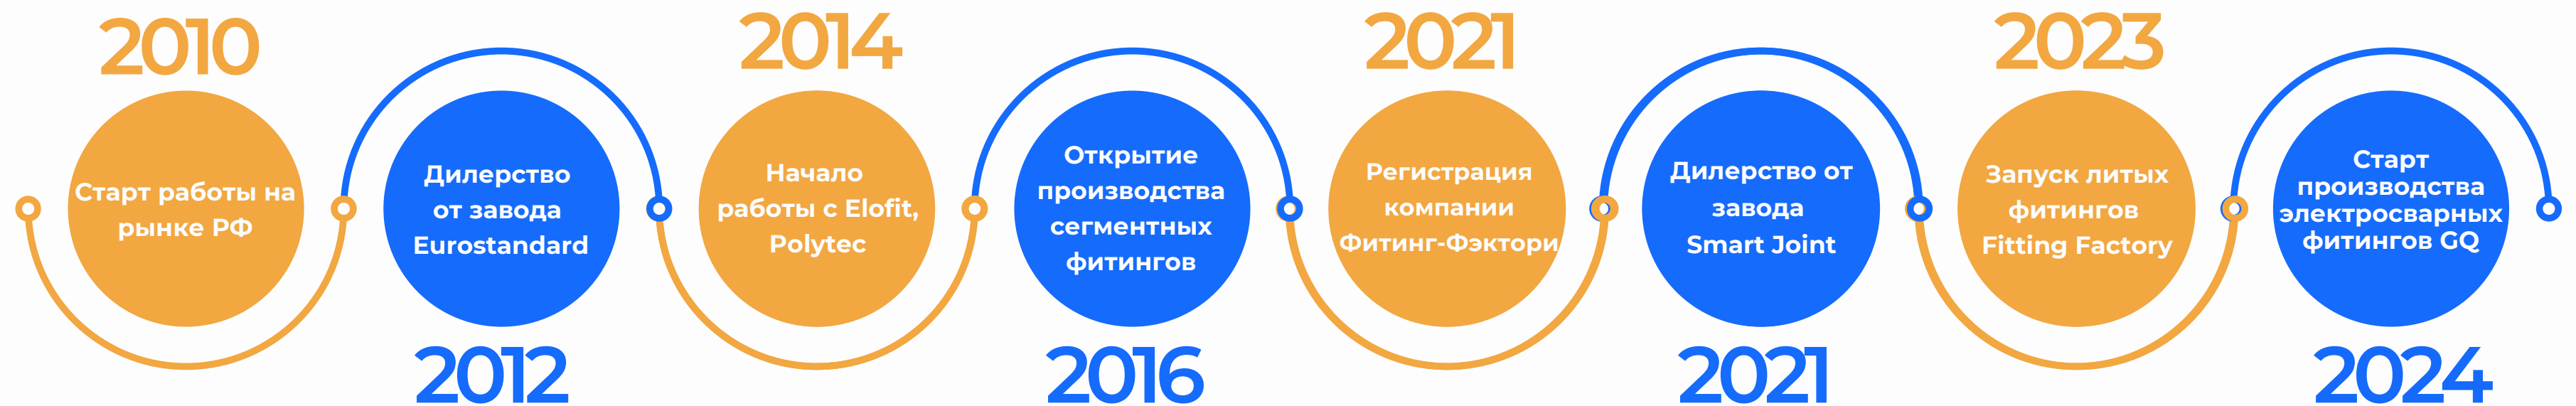 2010
Старт работы на
рынке РФ
Дилерство
от завода
Eurostandard
2012
2014
Начало
работы с Elofit,
Polytec
Открытие
производства
сегментных
фитингов
2016
2021
Регистрация
компании
Фитинг-Фэктори
Дилерство от
завода
Smart Joint
2021
2023
Запуск литых
фитингов
Fitting Factory
Старт
производства
электросварных
фитингов GQ
2024